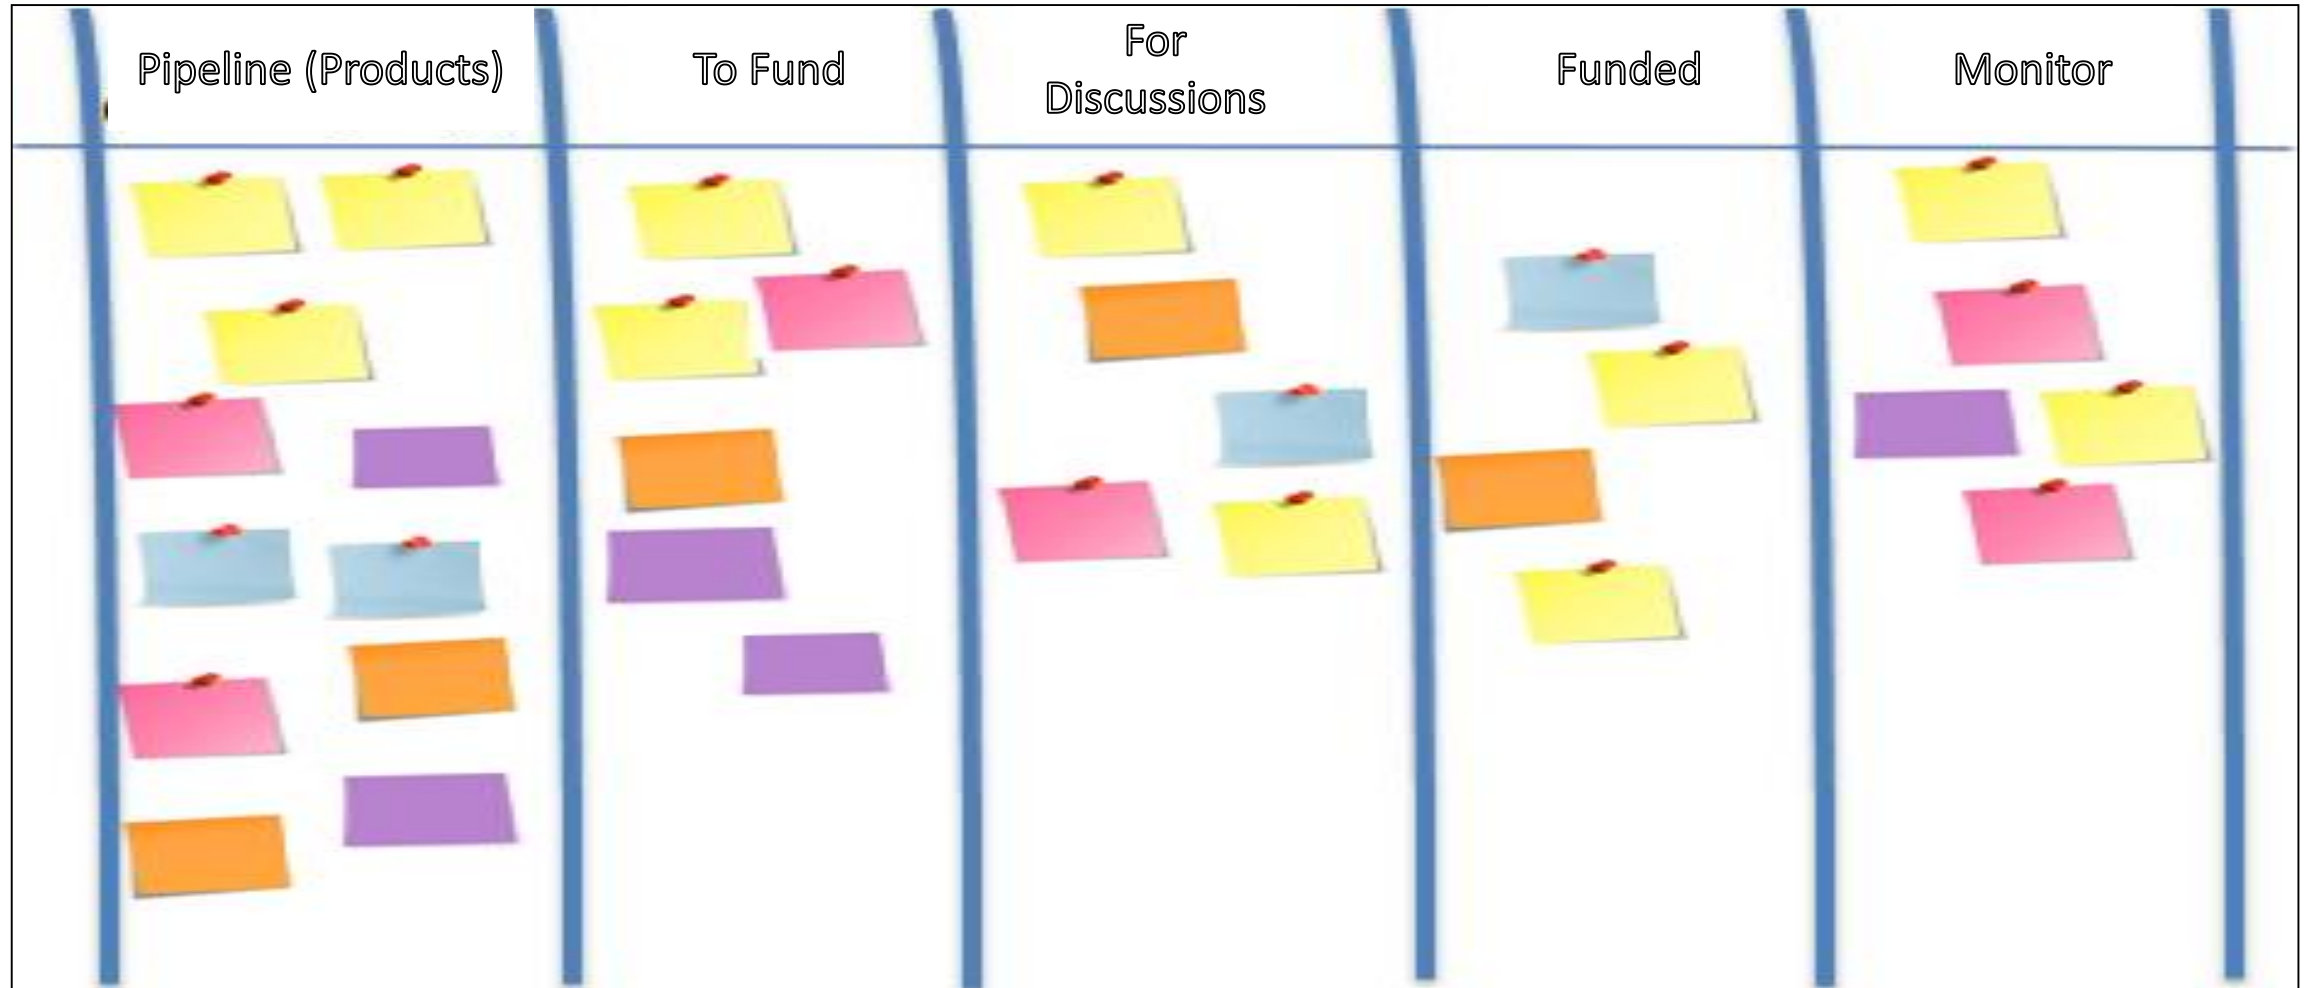 Pipeline (Products)
To Fund
For
Discussions
Funded
Monitor